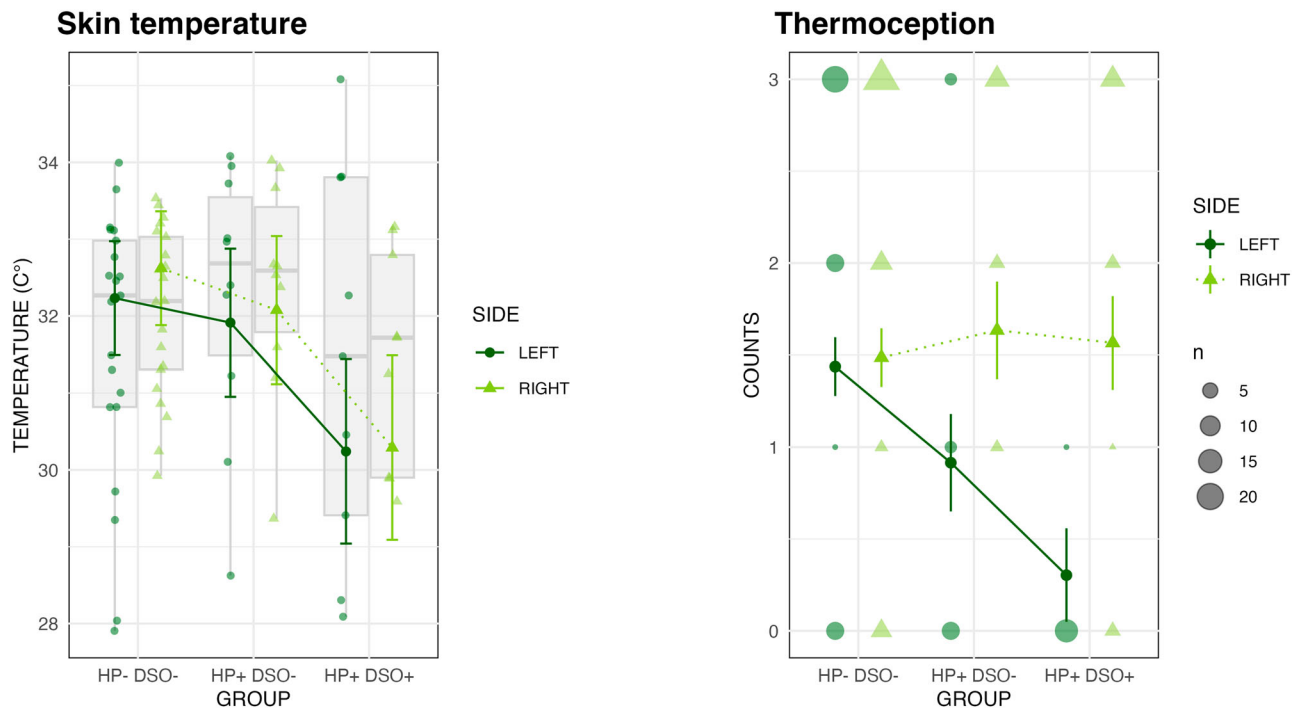 Skin temperature
TEMPERATURE (C°)
34
32
30
28
HP- DSO-
HP+ DSO-
HP+ DSO+
GROUP
SIDE
LEFT
RIGHT
Thermoception
COUNTS
3
2
1
0
HP- DSO-
HP+ DSO-
HP+ DSO+
GROUP
SIDE
LEFT
RIGHT
n
5
10
15
20